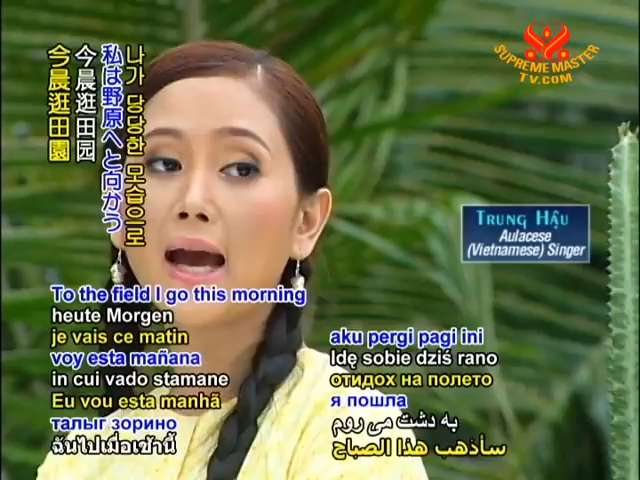 SUPREME MASTER
TV.COM
나가 당당한 모습으로
私は野原へと向かう
今晨逛田园
今晨逛田園
TRUNG HẬU
Aulacese
(Vietnamese) Singer
To the field I go this morning
heute Morgen
je vais ce matin
voy esta mañana
in cui vado stamane
Eu vou esta manhã
талыг зорино
ฉันไปเมื่อเช้านี้
aku pergi pagi ini
Idę sobie dziś rano
отидох на полето
я пошла
به دشت می روم
سأذهب هذا الصباح